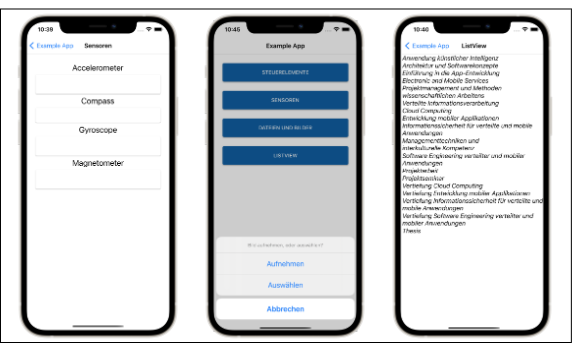 10:39
Example App
Sensoren
Accelerometer
Compass
Gyroscope
Magnetometer
10:45
Example App
STEUERELEMENTE
SENSOREN
DATEIEN UND BILDER
LISTVIEW
aufnehmen, oder auswählen?
Aufnehmen
Auswählen
Abbrechen
10:40
Example App
ListView
Anwendung künstlicher Intelligenz
Architektur und Softwarekonzepte
Einführung in die App-Entwicklung
Electronic and Mobile Services
Projektmanagement und Methoden
wissenschaftlichen Arbeitens
Verteilte Informationsverarbeitung
Cloud Computing
Entwicklung mobiler Applikationen
Informationssicherheit für verteilte und mobile
Anwendungen
Managementtechniken und
interkulturelle Kompetenz
Software Engineering verteilter und mobiler
Anwendungen
Projektarbeit
Projektseminar
Vertiefung Cloud Computing
Vertiefung Entwicklung mobiler Applikationen
Vertiefung Informationssicherheit für verteilte und
mobile Anwendungen
Vertiefung Software Engineering verteilter und
mobiler Anwendungen
Thesis